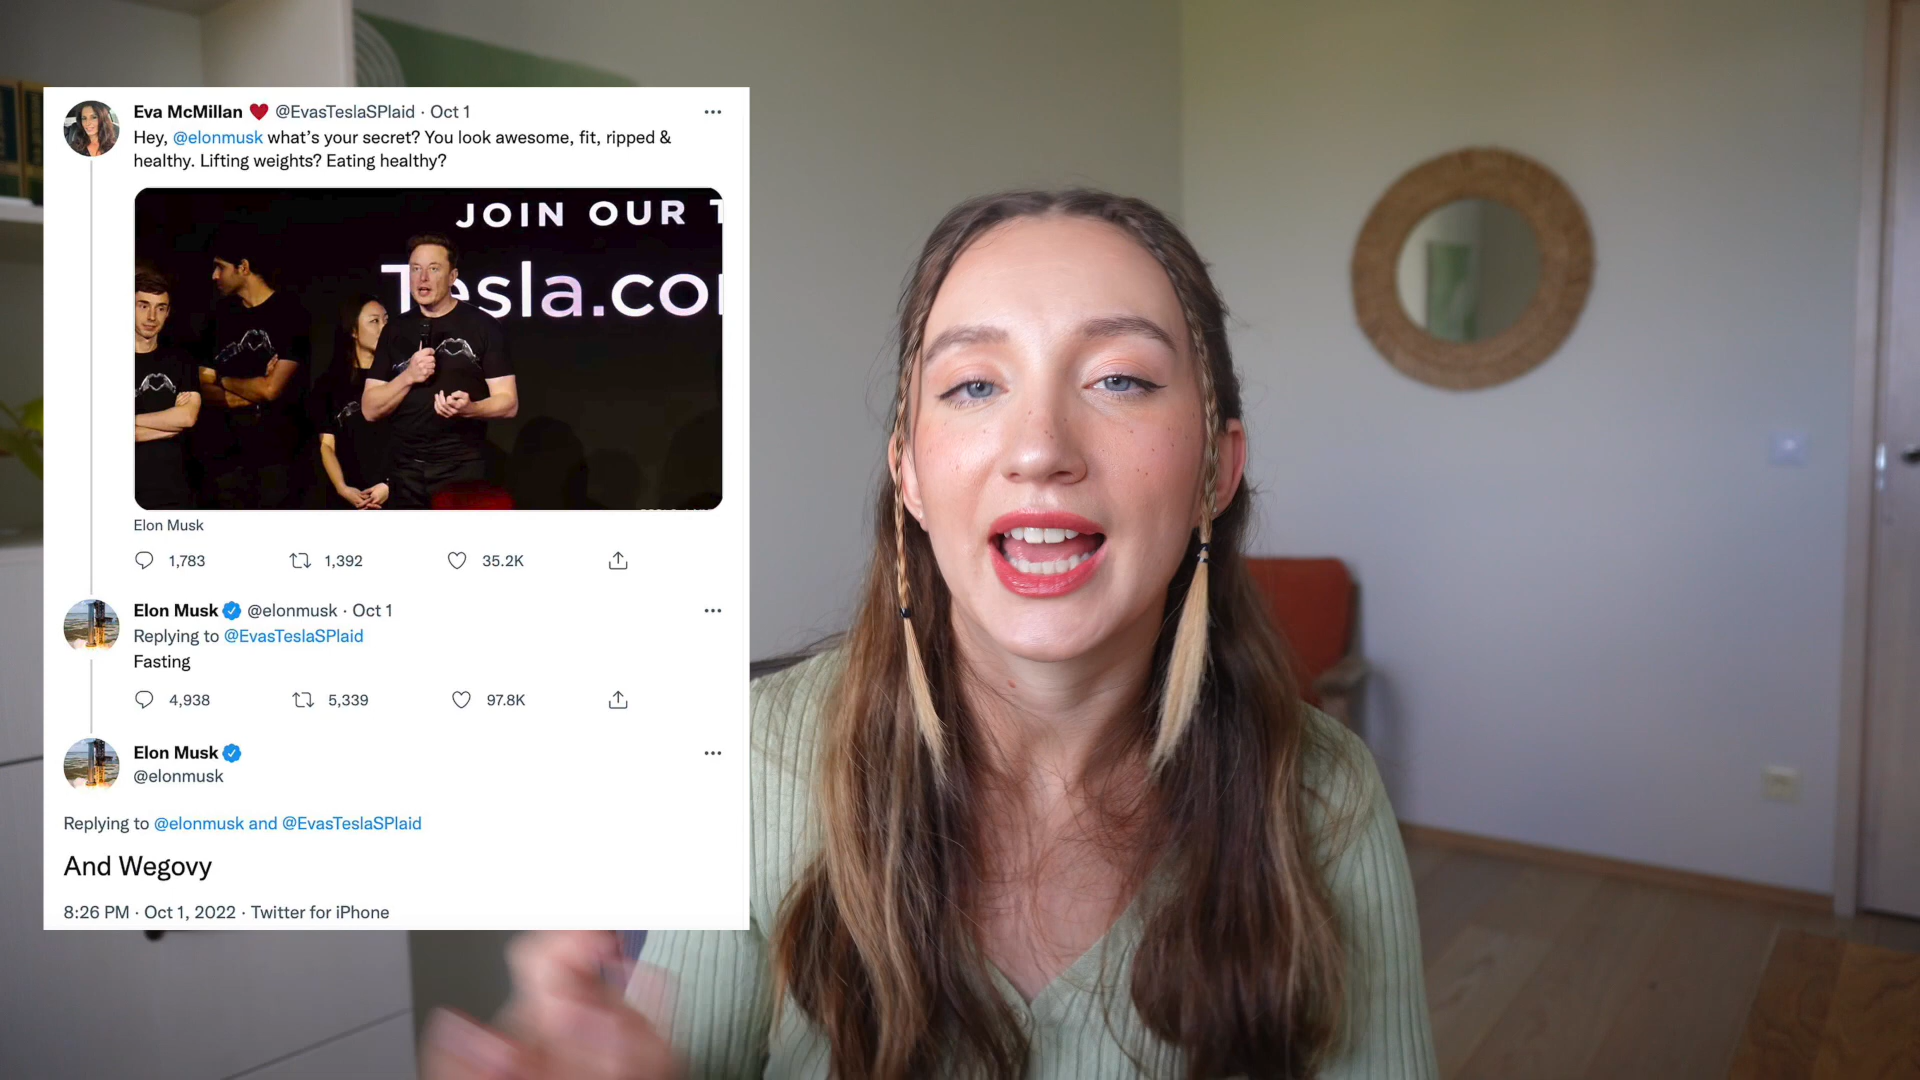 Eva McMillan ❤️ @EvasTeslaSPlaid · Oct 1
Hey, @elonmusk what's your secret? You look awesome, fit, ripped &
healthy. Lifting weights? Eating healthy?
JOIN OUR T
Tesla.co
Elon Musk
1,783 1,392 35.2K
Elon Musk @elonmusk · Oct 1
Replying to @EvasTeslaSPlaid
Fasting
4,938 5,339 97.8K
Elon Musk
@elonmusk
Replying to @elonmusk and @EvasTeslaSPlaid
And Wegovy
8:26 PM · Oct 1, 2022 · Twitter for iPhone